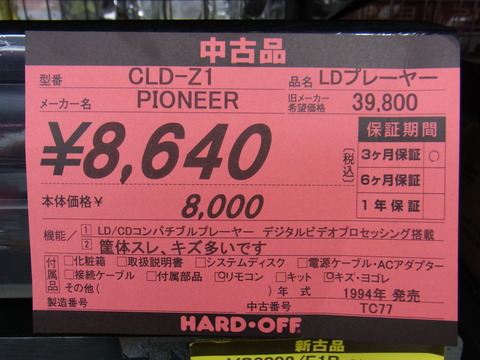 中古品
型番 CLD-Z1 品名 LDプレーヤー
メーカー名 PIONEER 旧メーカー希望価格 39,800
¥8,640 [税込]
保証期間
3ヶ月保証 ○
6ヶ月保証
1年保証
本体価格¥ 8,000
機能/ 1 LD/CDコンパチブルプレーヤー デジタルビデオプロセッシング搭載
2 筐体スレ、キズ多いです
付属品 □化粧箱 □取扱説明書 □システムディスク □電源ケーブル・ACアダプター
□接続ケーブル □付属部品 □リモコン □キット □キズ・ヨゴレ
その他( ) 年式 1994年 発売
製造番号 中古番号 TC77
HARD・OFF
新古品